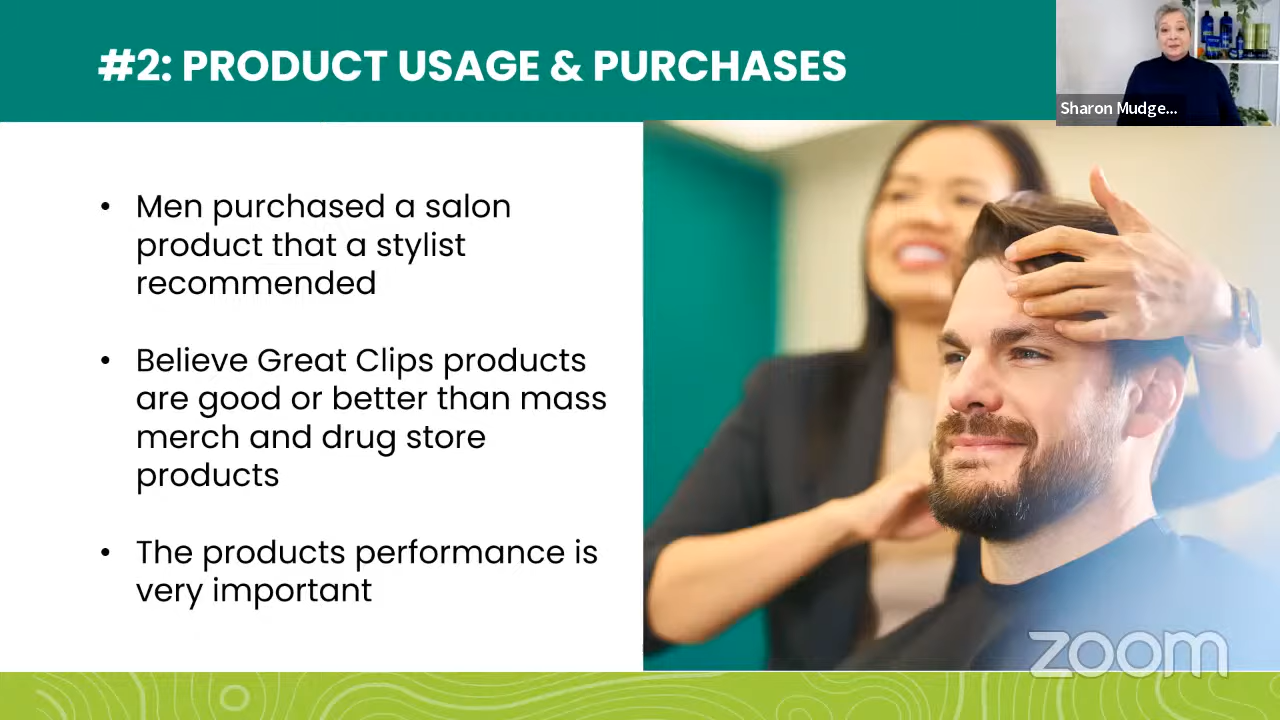 #2: PRODUCT USAGE & PURCHASES
Sharon Mudge...
• Men purchased a salon
product that a stylist
recommended
• Believe Great Clips products
are good or better than mass
merch and drug store
products
• The products performance is
very important
zoom